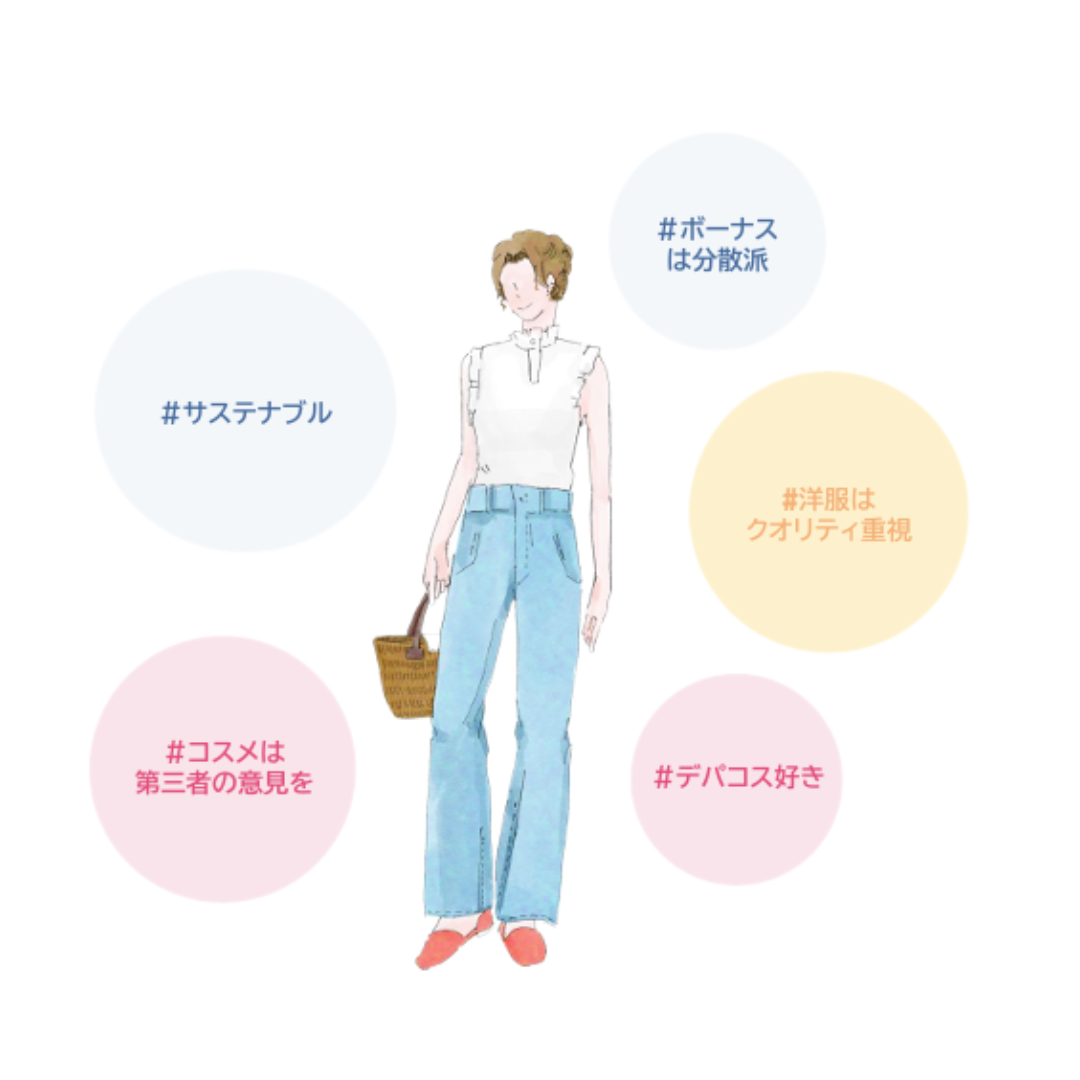 #ボーナス
は分散派
#サステナブル
#洋服は
クオリティ重視
#コスメは
第三者の意見を
#デパコス好き